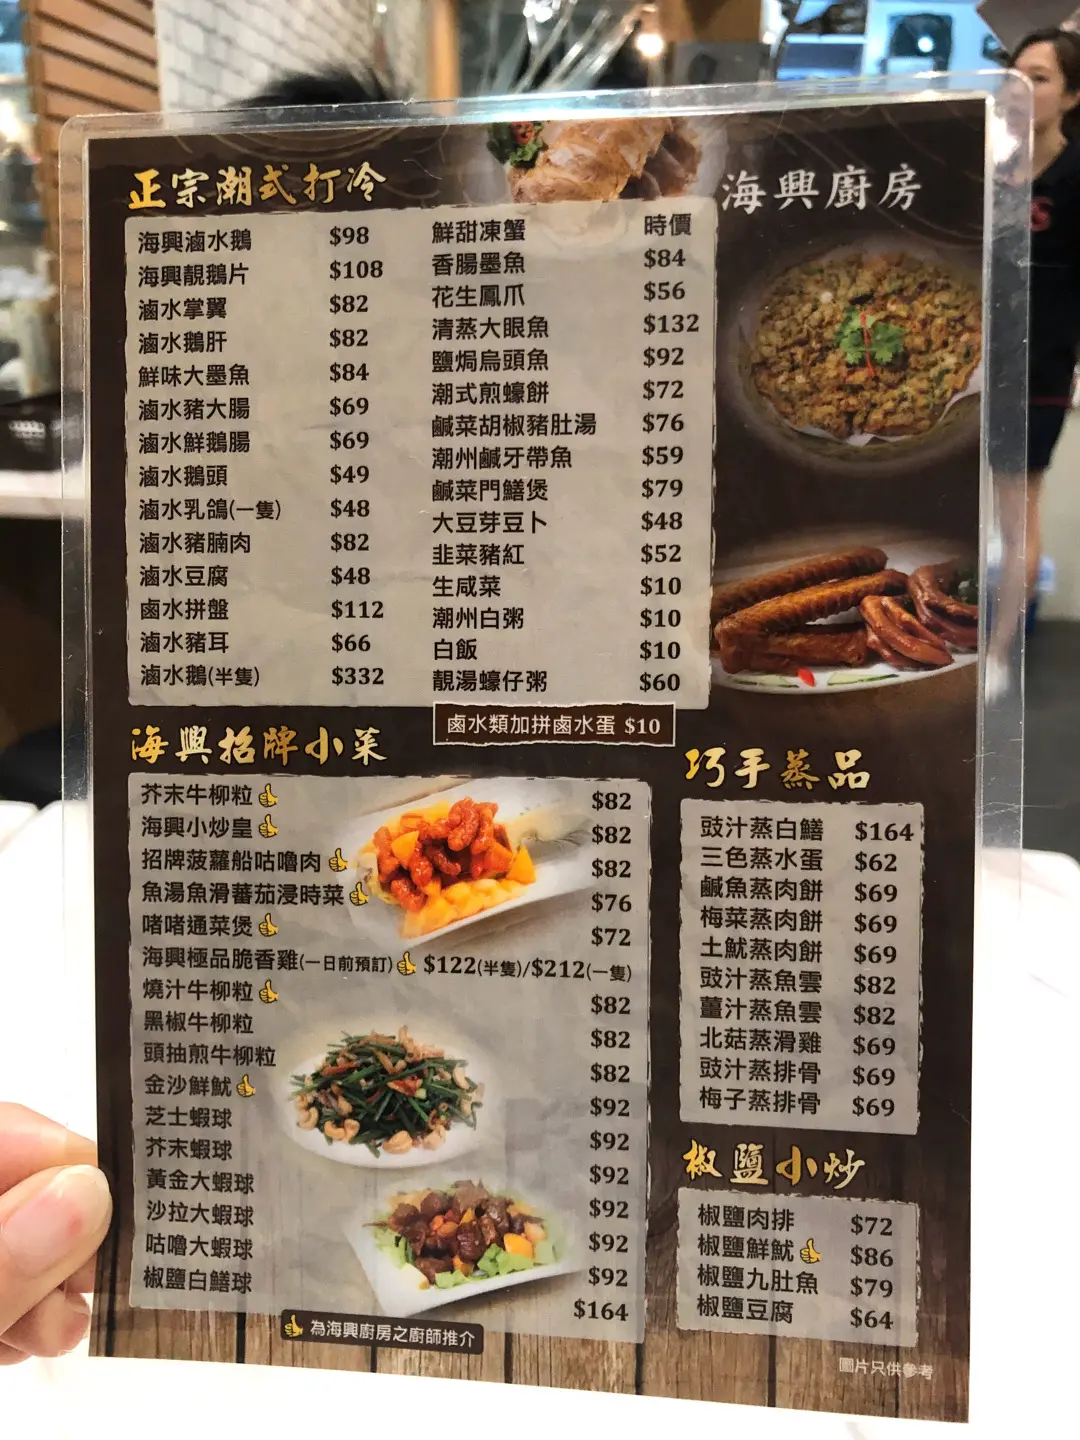 正宗潮式打冷
海興廚房
海興滷水鵝 $98
海興靚鵝片 $108
滷水掌翼 $82
滷水鵝肝 $82
鮮味大墨魚 $84
滷水豬大腸 $69
滷水鮮鵝腸 $69
滷水鵝頭 $49
滷水乳鴿(一隻) $48
滷水豬腩肉 $82
滷水豆腐 $48
鹵水拼盤 $112
滷水豬耳 $66
滷水鵝(半隻) $332
鮮甜凍蟹 時價
香腸墨魚 $84
花生鳳爪 $56
清蒸大眼魚 $132
鹽焗烏頭魚 $92
潮式煎蠔餅 $72
鹹菜胡椒豬肚湯 $76
潮州鹹牙帶魚 $59
鹹菜門鱔煲 $79
大豆芽豆卜 $48
韭菜豬紅 $52
生咸菜 $10
潮州白粥 $10
白飯 $10
靚湯蠔仔粥 $60
鹵水類加拼鹵水蛋 $10
海興招牌小菜
芥末牛柳粒 $82
海興小炒皇 $82
招牌菠蘿船咕嚕肉 $82
魚湯魚滑蕃茄浸時菜 $76
啫啫通菜煲 $72
海興極品脆香雞(一日前預訂) $122(半隻)/$212(一隻)
燒汁牛柳粒 $82
黑椒牛柳粒 $82
頭抽煎牛柳粒 $82
金沙鮮魷 $92
芝士蝦球 $92
芥末蝦球 $92
黃金大蝦球 $92
沙拉大蝦球 $92
咕嚕大蝦球 $92
椒鹽白鱔球 $164
為海興廚房之廚師推介
巧手蒸品
豉汁蒸白鱔 $164
三色蒸水蛋 $62
鹹魚蒸肉餅 $69
梅菜蒸肉餅 $69
土魷蒸肉餅 $69
豉汁蒸魚雲 $82
薑汁蒸魚雲 $82
北菇蒸滑雞 $69
豉汁蒸排骨 $69
梅子蒸排骨 $69
椒鹽小炒
椒鹽肉排 $72
椒鹽鮮魷 $86
椒鹽九肚魚 $79
椒鹽豆腐 $64
圖片只供參考